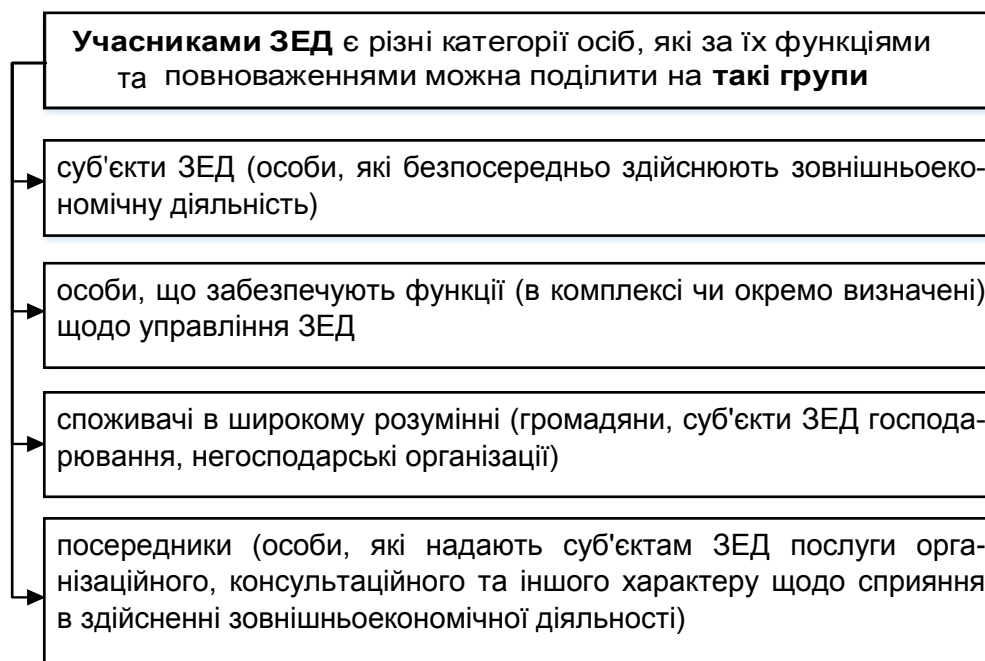 Учасниками ЗЕД є різні категорії осіб, які за їх функціями
та повноваженнями можна поділити на такі групи
суб'єкти ЗЕД (особи, які безпосередньо здійснюють зовнішньоеко-
номічну діяльність)
особи, що забезпечують функції (в комплексі чи окремо визначені)
щодо управління ЗЕД
споживачі в широкому розумінні (громадяни, суб'єкти ЗЕД господа-
рювання, негосподарські організації)
посередники (особи, які надають суб'єктам ЗЕД послуги орга-
нізаційного, консультаційного та іншого характеру щодо сприяння
в здійсненні зовнішньоекономічної діяльності)